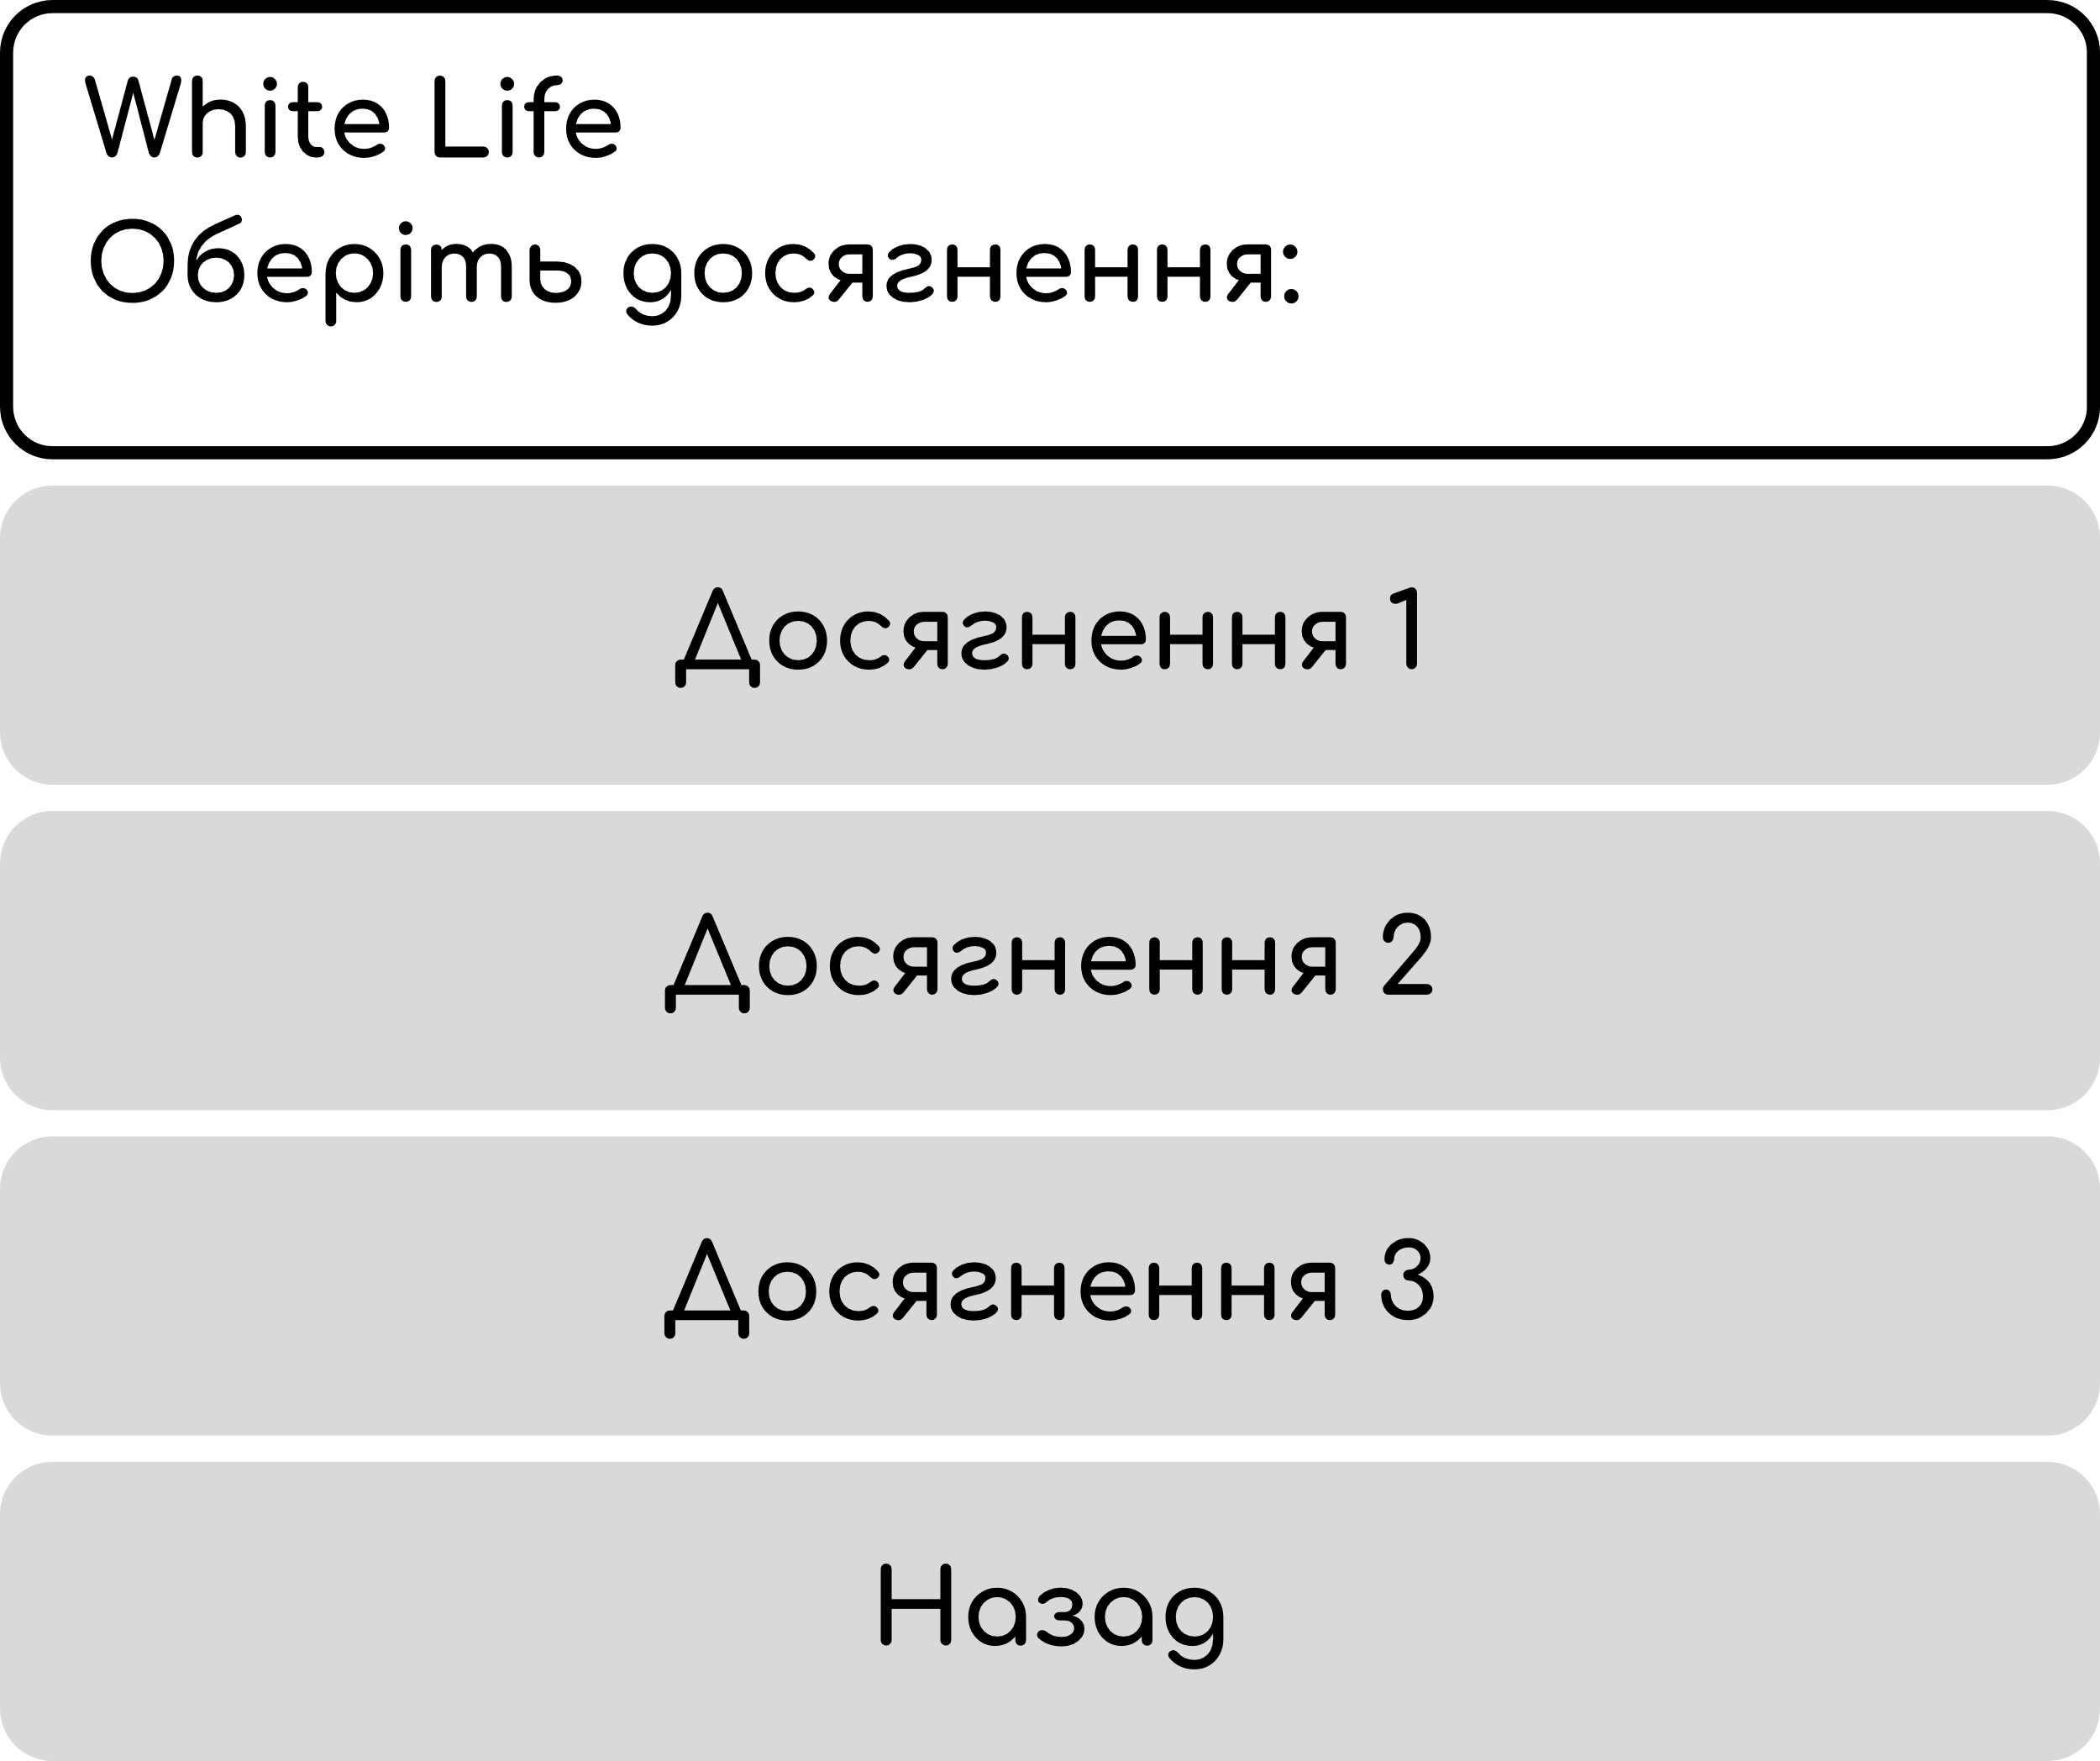 White Life
Оберіть досягнення:
Досягнення 1
Досягнення 2
Досягнення 3
Назад